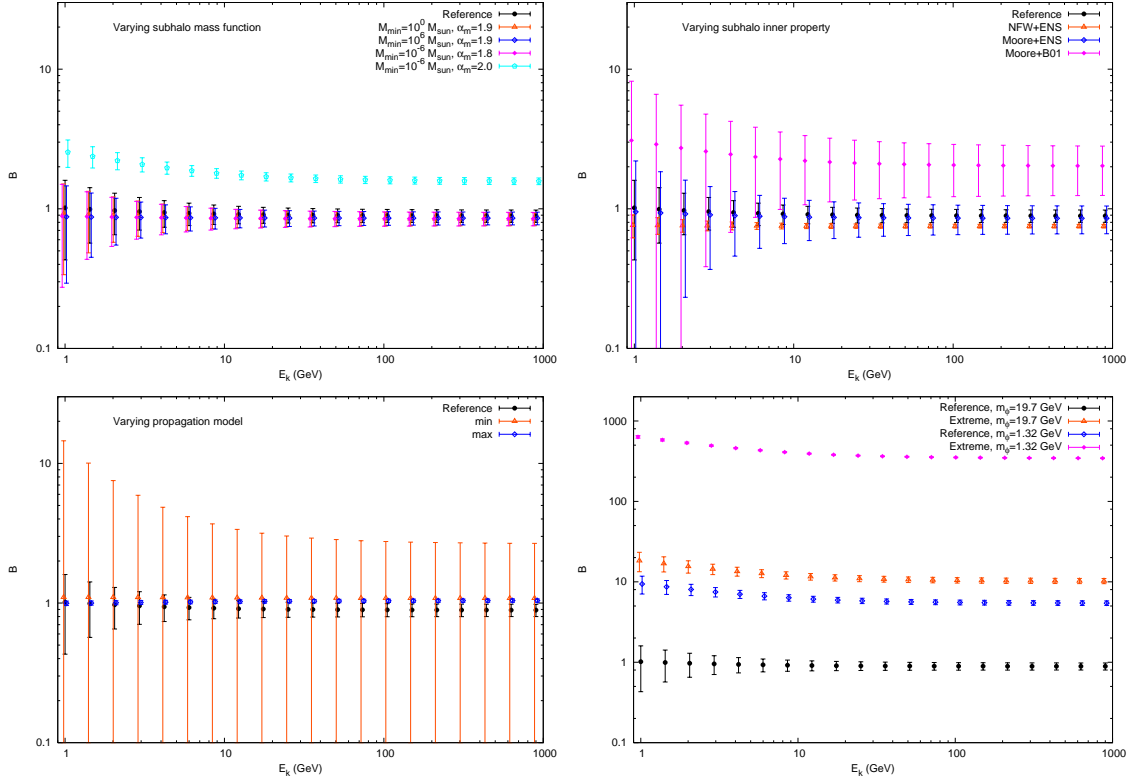 Varying subhalo mass function
Reference
M_min=10^0 M_sun, α_m=1.9
M_min=10^6 M_sun, α_m=1.9
M_min=10^-6 M_sun, α_m=1.8
M_min=10^-6 M_sun, α_m=2.0
10
1
0.1
B
1 10 100 1000
E_k (GeV)
Varying subhalo inner property
Reference
NFW+ENS
Moore+ENS
Moore+B01
10
1
0.1
B
1 10 100 1000
E_k (GeV)
Varying propagation model
Reference
min
max
10
1
0.1
B
1 10 100 1000
E_k (GeV)
Reference, m_ϕ=19.7 GeV
Extreme, m_ϕ=19.7 GeV
Reference, m_ϕ=1.32 GeV
Extreme, m_ϕ=1.32 GeV
1000
100
10
1
0.1
B
1 10 100 1000
E_k (GeV)